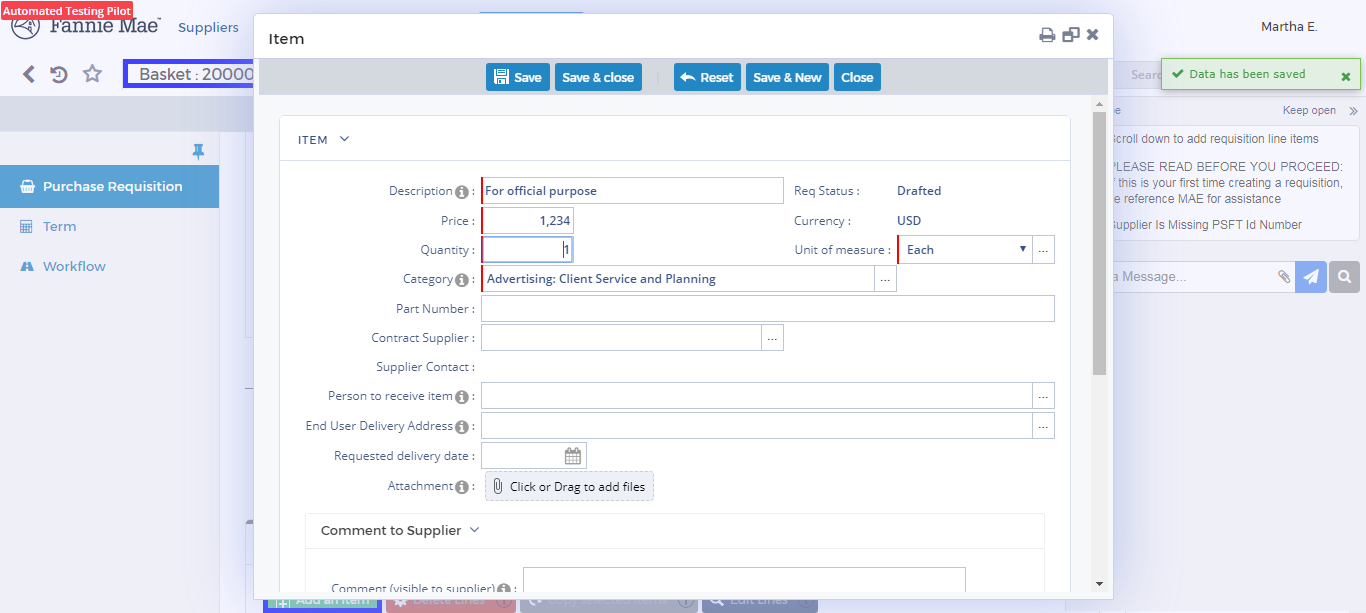 Automated Testing Pilot
Fannie Mae
Suppliers
Martha E.
Basket : 20000
Data has been saved
Keep open
Scroll down to add requisition line items
PLEASE READ BEFORE YOU PROCEED:
if this is your first time creating a requisition,
reference MAE for assistance
Supplier Is Missing PSFT Id Number
a Message...
Purchase Requisition
Term
Workflow
Item
Save
Save & close
Reset
Save & New
Close
ITEM
Description :
For official purpose
Req Status :
Drafted
Price :
1,234
Currency :
USD
Quantity :
1
Unit of measure :
Each
...
Category :
Advertising: Client Service and Planning
...
Part Number :
Contract Supplier :
...
Supplier Contact :
Person to receive item :
...
End User Delivery Address :
...
Requested delivery date :
Attachment :
Click or Drag to add files
Comment to Supplier
Comment (visible to supplier) :
Add an item
Delete Lines
Copy selected items
Edit Lines